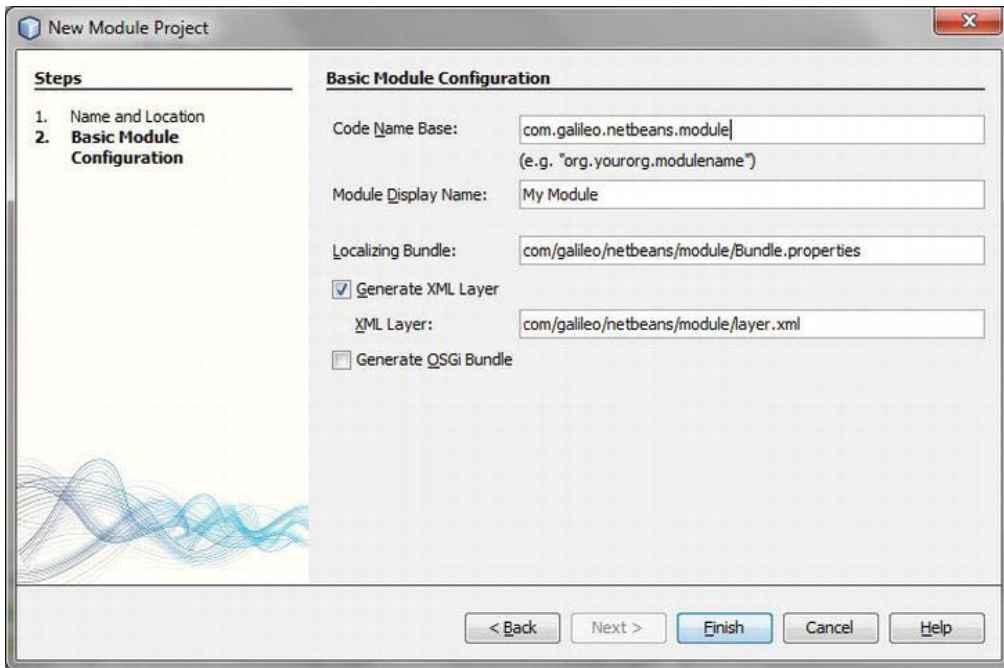 New Module Project
Steps
1. Name and Location
2. Basic Module
Configuration
Basic Module Configuration
Code Name Base: com.galileo.netbeans.module
(e.g. "org.yourorg.modulename")
Module Display Name: My Module
Localizing Bundle: com/galileo/netbeans/module/Bundle.properties
Generate XML Layer
XML Layer: com/galileo/netbeans/module/layer.xml
Generate OSGi Bundle
< Back Next > Finish Cancel Help